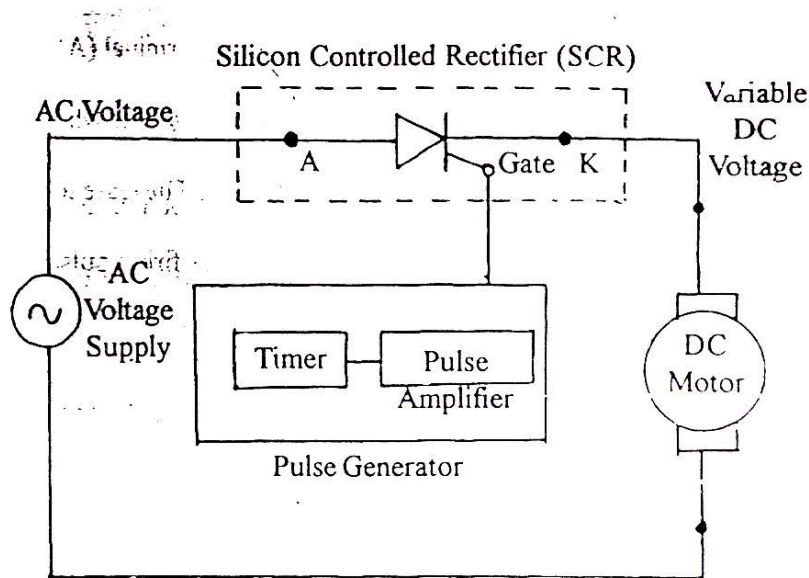 Silicon Controlled Rectifier (SCR)
AC Voltage
Variable
DC
Voltage
A
Gate
K
AC
Voltage
Supply
Timer
Pulse
Amplifier
DC
Motor
Pulse Generator